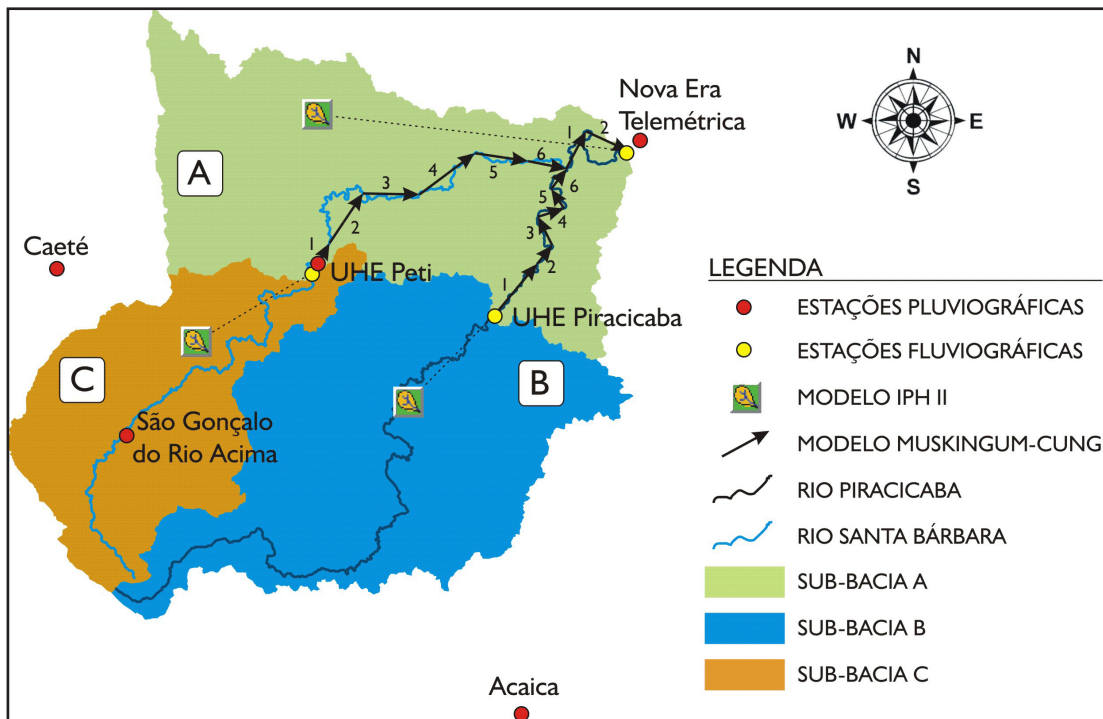 N
W
E
S
Nova Era
Telemétrica
A
1
2
3
4
5
6
1
2
1
2
3
4
5
6
Caeté
UHE Peti
UHE Piracicaba
C
B
São Gonçalo
do Rio Acima
Acaica
LEGENDA
ESTAÇÕES PLUVIOGRÁFICAS
ESTAÇÕES FLUVIOGRÁFICAS
MODELO IPH II
MODELO MUSKINGUM-CUNG
RIO PIRACICABA
RIO SANTA BÁRBARA
SUB-BACIA A
SUB-BACIA B
SUB-BACIA C